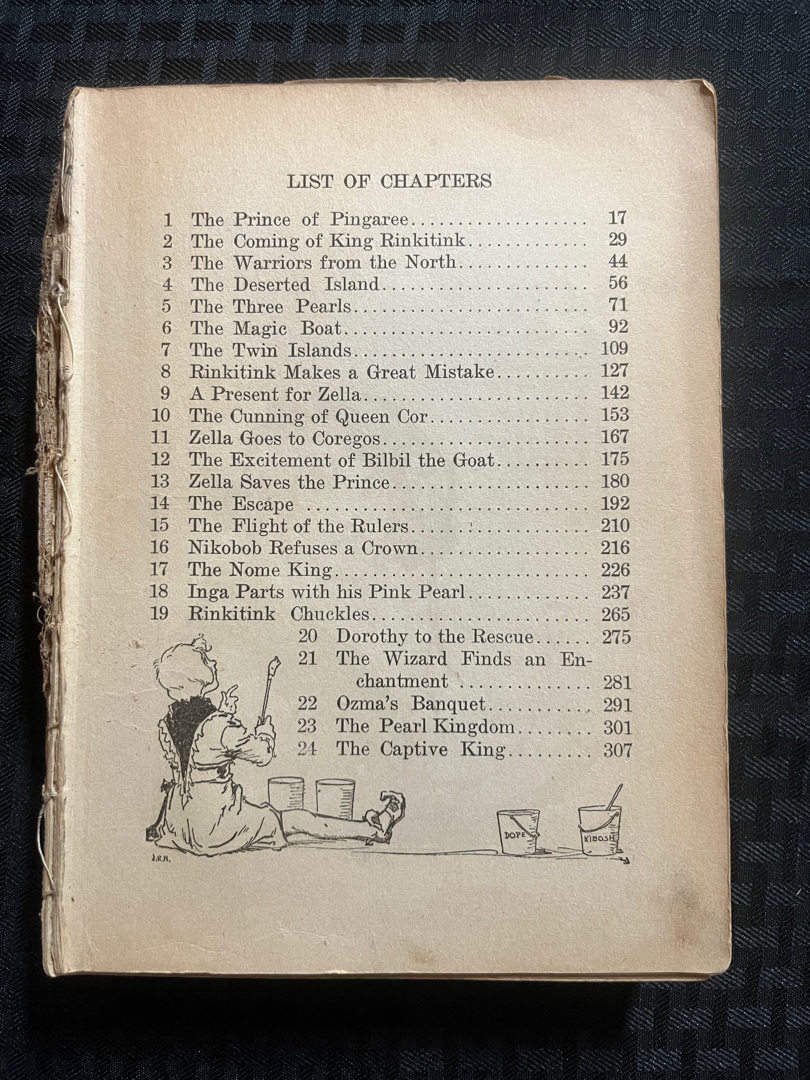 LIST OF CHAPTERS
1 The Prince of Pingaree................... 17
2 The Coming of King Rinkitink............. 29
3 The Warriors from the North.............. 44
4 The Deserted Island...................... 56
5 The Three Pearls......................... 71
6 The Magic Boat........................... 92
7 The Twin Islands......................... 109
8 Rinkitink Makes a Great Mistake.......... 127
9 A Present for Zella...................... 142
10 The Cunning of Queen Cor................ 153
11 Zella Goes to Coregos................... 167
12 The Excitement of Bilbil the Goat....... 175
13 Zella Saves the Prince.................. 180
14 The Escape ............................. 192
15 The Flight of the Rulers................ 210
16 Nikobob Refuses a Crown................. 216
17 The Nome King........................... 226
18 Inga Parts with his Pink Pearl.......... 237
19 Rinkitink Chuckles...................... 265
20 Dorothy to the Rescue...... 275
21 The Wizard Finds an En-
chantment ............. 281
22 Ozma's Banquet........... 291
23 The Pearl Kingdom........ 301
24 The Captive King......... 307
DOPE
KIBOSH
J.R.N.